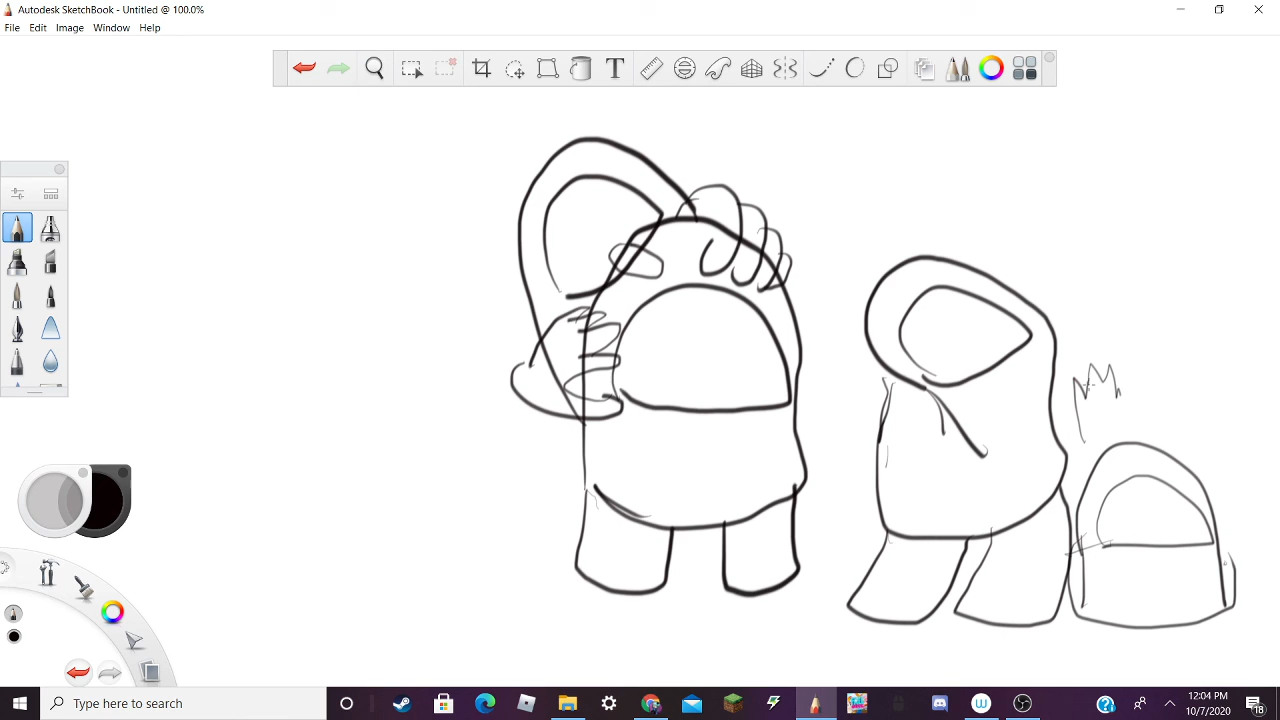 Autodesk SketchBook - Untitled @ 100.0%
File Edit Image Window Help
T
Type here to search
12:04 PM
10/7/2020
18